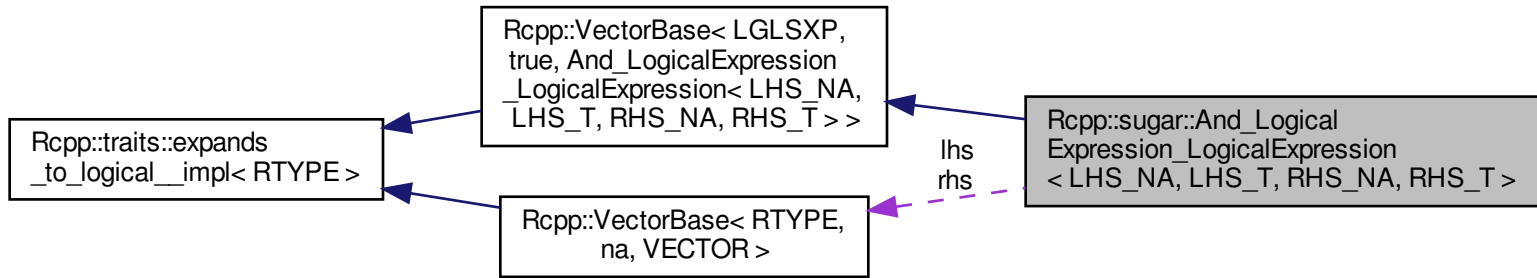 Rcpp::traits::expands
_to_logical__impl< RTYPE >
Rcpp::VectorBase< LGLSXP,
true, And_LogicalExpression
_LogicalExpression< LHS_NA,
LHS_T, RHS_NA, RHS_T > >
Rcpp::VectorBase< RTYPE,
na, VECTOR >
lhs
rhs
Rcpp::sugar::And_Logical
Expression_LogicalExpression
< LHS_NA, LHS_T, RHS_NA, RHS_T >